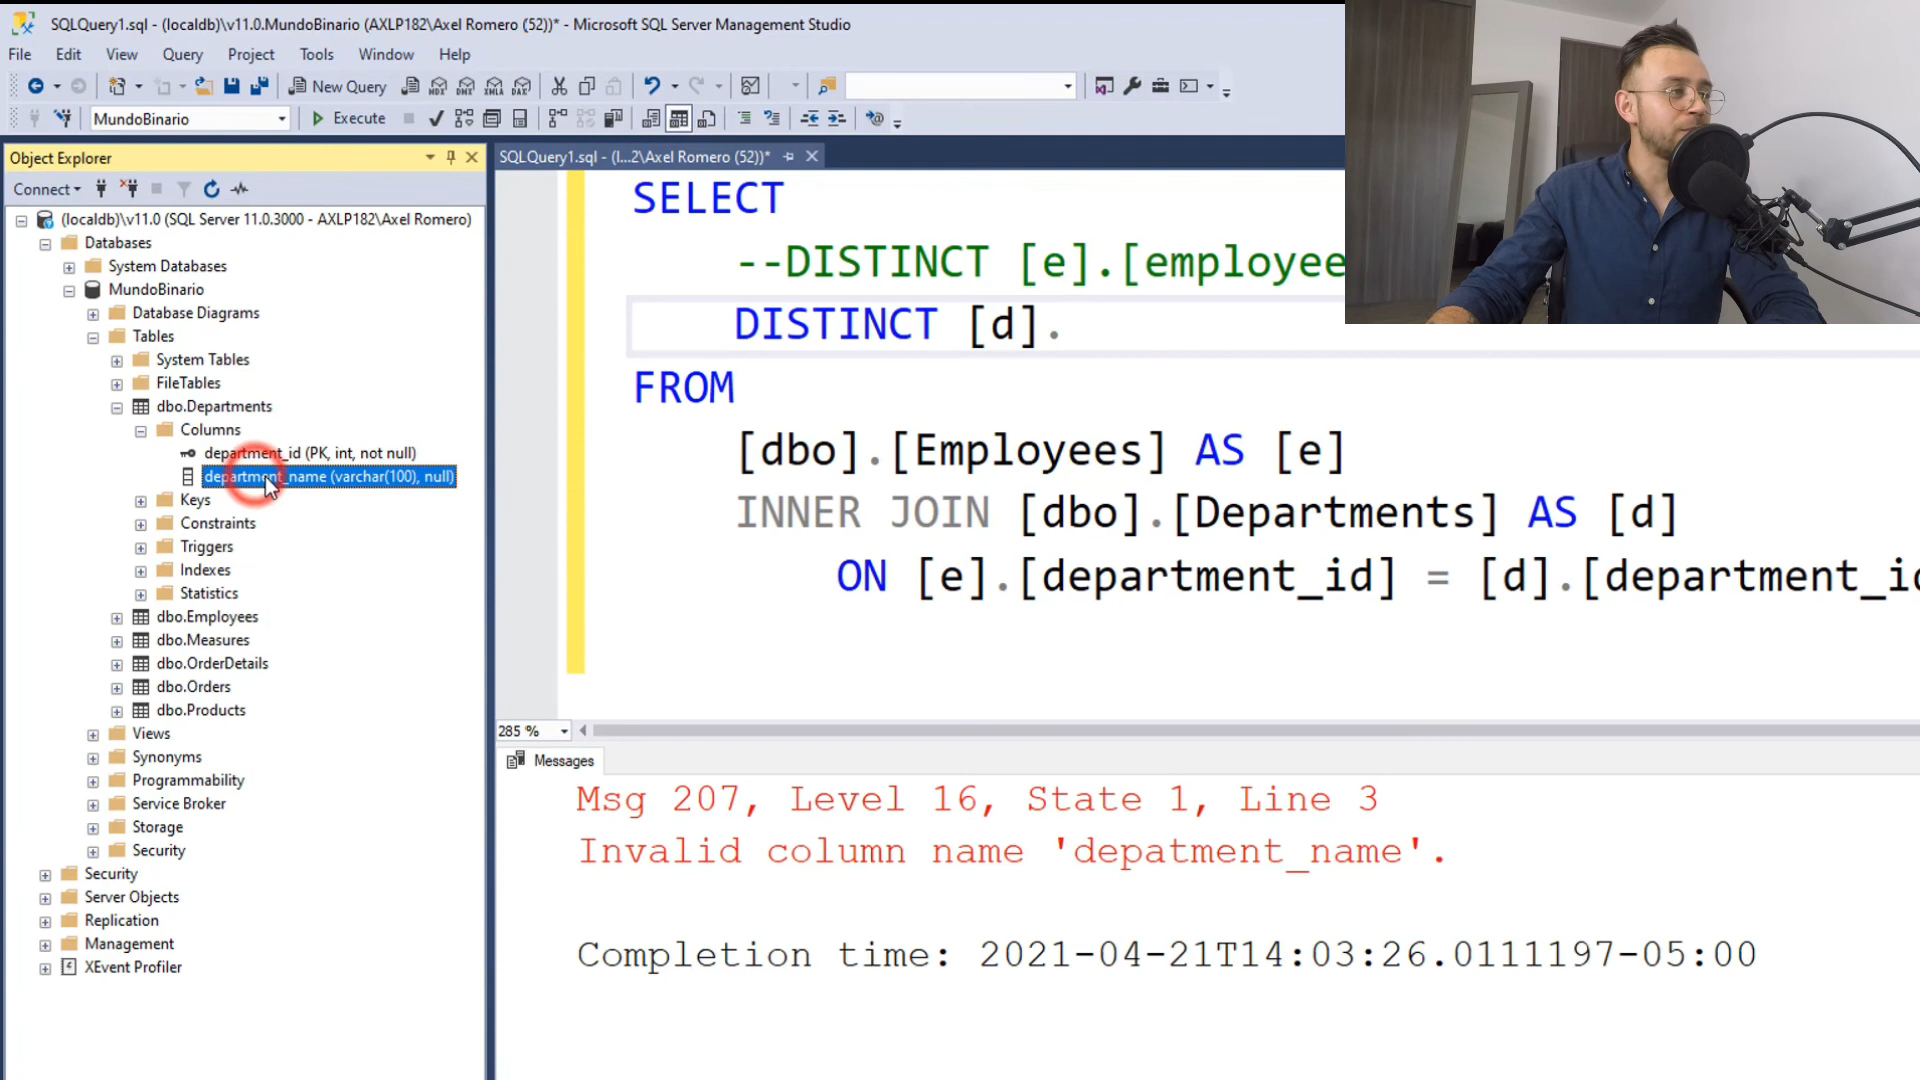 SQLQuery1.sql - (localdb)\v11.0.MundoBinario (AXLP182\Axel Romero (52))* - Microsoft SQL Server Management Studio
File Edit View Query Project Tools Window Help
New Query
MDX DMX XMLA DAX
MundoBinario Execute
Object Explorer
SQLQuery1.sql - (l...2\Axel Romero (52))*
Connect
(localdb)\v11.0 (SQL Server 11.0.3000 - AXLP182\Axel Romero)
Databases
System Databases
MundoBinario
Database Diagrams
Tables
System Tables
FileTables
dbo.Departments
Columns
department_id (PK, int, not null)
department_name (varchar(100), null)
Keys
Constraints
Triggers
Indexes
Statistics
dbo.Employees
dbo.Measures
dbo.OrderDetails
dbo.Orders
dbo.Products
Views
Synonyms
Programmability
Service Broker
Storage
Security
Security
Server Objects
Replication
Management
XEvent Profiler
SELECT
--DISTINCT [e].[employee
DISTINCT [d].
FROM
[dbo].[Employees] AS [e]
INNER JOIN [dbo].[Departments] AS [d]
ON [e].[department_id] = [d].[department_id
285 %
Messages
Msg 207, Level 16, State 1, Line 3
Invalid column name 'depatment_name'.
Completion time: 2021-04-21T14:03:26.0111197-05:00